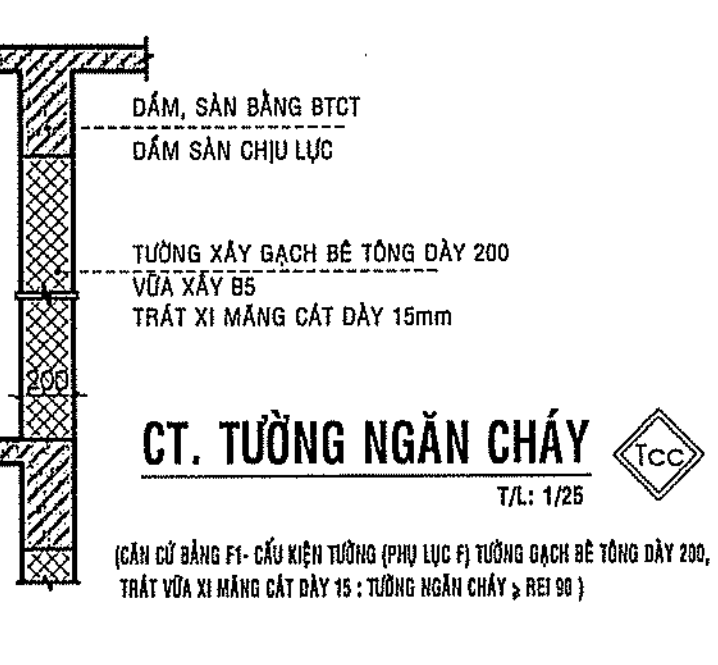 DẦM, SÀN BẰNG BTCT
DẦM SÀN CHỊU LỰC
TƯỜNG XÂY GẠCH BÊ TÔNG DÀY 200
VỮA XÂY B5
TRÁT XI MĂNG CÁT DÀY 15mm
200
CT. TƯỜNG NGĂN CHÁY
Tcc
T/L: 1/25
(CĂN CỨ BẢNG F1- CẤU KIỆN TƯỜNG (PHỤ LỤC F) TƯỜNG GẠCH BÊ TÔNG DÀY 200,
TRÁT VỮA XI MĂNG CÁT DÀY 15 : TƯỜNG NGĂN CHÁY ≥ REI 90 )